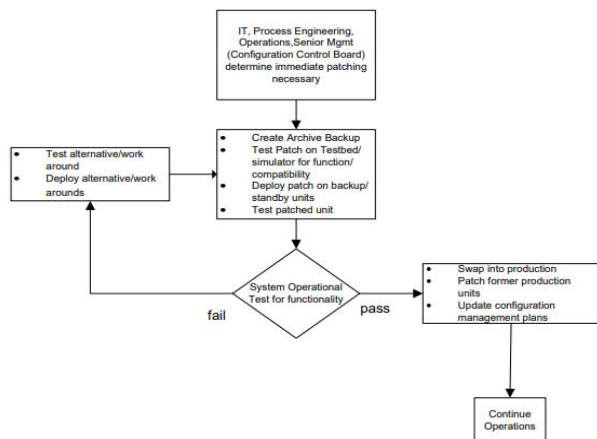 IT, Process Engineering,
Operations,Senior Mgmt
(Configuration Control Board)
determine immediate patching
necessary
• Test alternative/work
around
• Deploy alternative/work
arounds
• Create Archive Backup
• Test Patch on Testbed/
simulator for function/
compatibility
• Deploy patch on backup/
standby units
• Test patched unit
System Operational
Test for functionality
fail
pass
• Swap into production
• Patch former production
units
• Update configuration
management plans
Continue
Operations